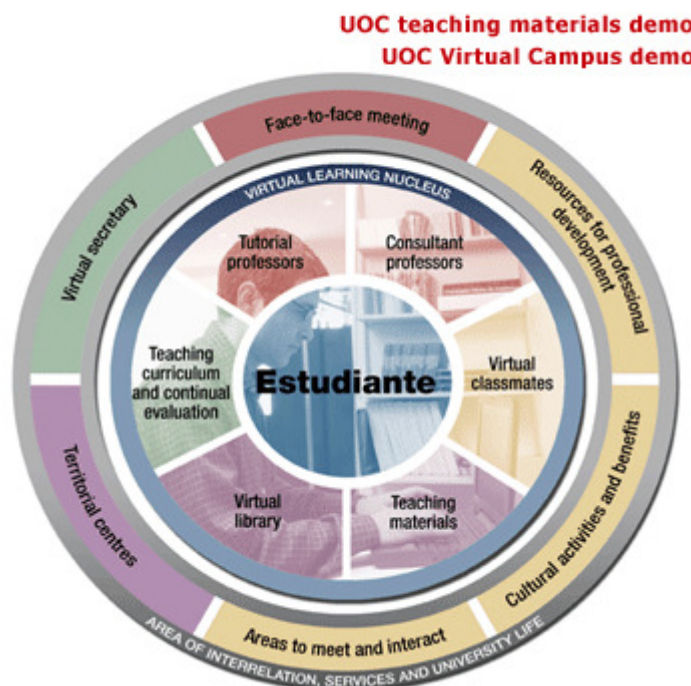 UOC teaching materials demo
UOC Virtual Campus demo
Face-to-face meeting
Resources for professional
development
Cultural activities and benefits
Areas to meet and interact
Territorial centres
Virtual secretary
AREA OF INTERRELATION, SERVICES AND UNIVERSITY LIFE
VIRTUAL LEARNING NUCLEUS
Tutorial
professors
Consultant
professors
Virtual
classmates
Teaching
materials
Virtual
library
Teaching
curriculum
and continual
evaluation
Estudiante